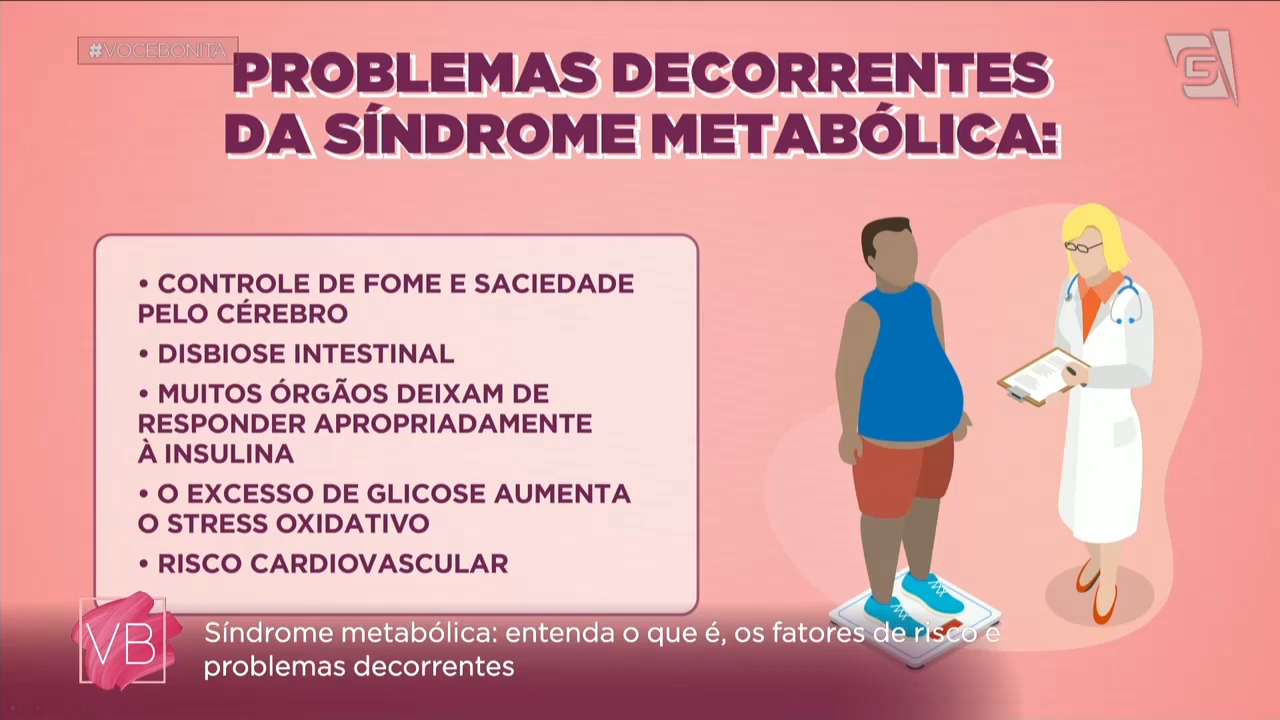 #VOCEBONITA
PROBLEMAS DECORRENTES
DA SÍNDROME METABÓLICA:
• CONTROLE DE FOME E SACIEDADE
PELO CÉREBRO
• DISBIOSE INTESTINAL
• MUITOS ÓRGÃOS DEIXAM DE
RESPONDER APROPRIADAMENTE
À INSULINA
• O EXCESSO DE GLICOSE AUMENTA
O STRESS OXIDATIVO
• RISCO CARDIOVASCULAR
VB
Síndrome metabólica: entenda o que é, os fatores de risco e
problemas decorrentes